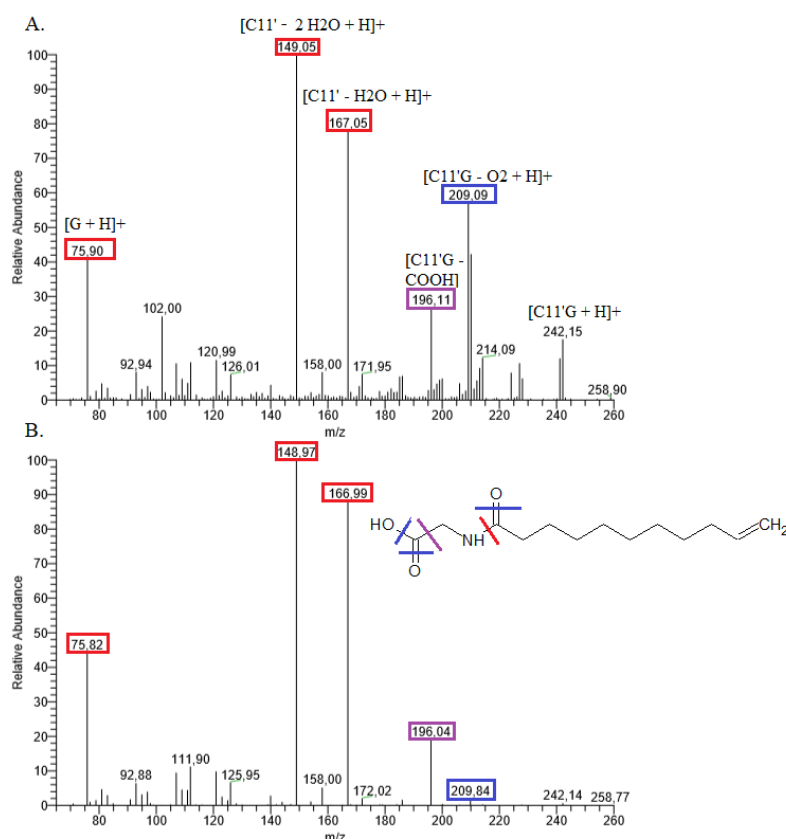 A.
[C11' - 2 H2O + H]+
149,05
[C11' - H2O + H]+
167,05
[C11'G - O2 + H]+
209,09
[G + H]+
75,90
[C11'G -
COOH]
196,11
[C11'G + H]+
242,15
102,00
92,94
120,99
126,01
158,00
171,95
214,09
258,90
Relative Abundance
100
90
80
70
60
50
40
30
20
10
0
80 100 120 140 160 180 200 220 240 260
m/z
B.
148,97
166,99
O
HO
NH
O
CH2
75,82
196,04
92,88
111,90
125,95
158,00
172,02
209,84
242,14
258,77
Relative Abundance
100
90
80
70
60
50
40
30
20
10
0
80 100 120 140 160 180 200 220 240 260
m/z